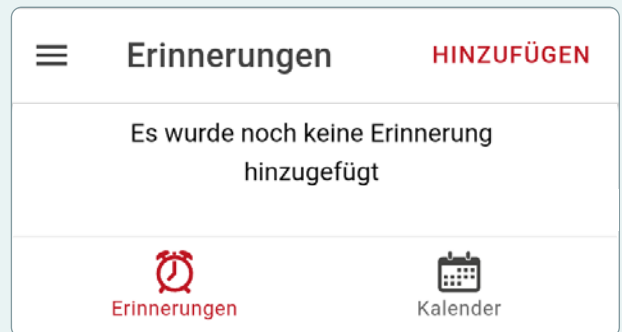 Erinnerungen HINZUFÜGEN
Es wurde noch keine Erinnerung
hinzugefügt
Erinnerungen Kalender